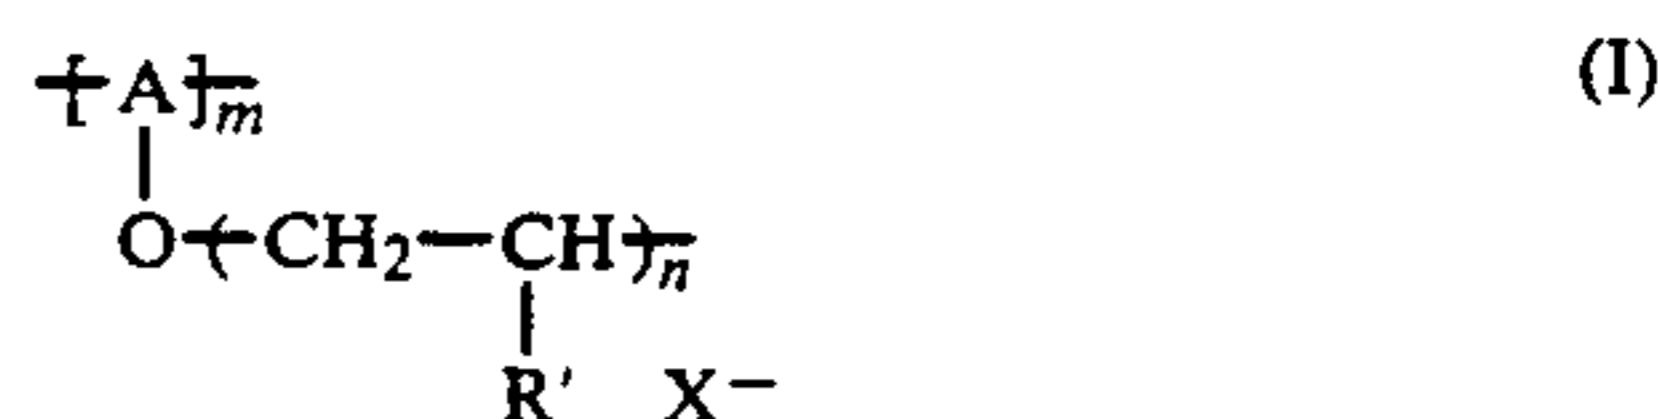 [A]m (I)
O(CH2—CH)n
R' X−